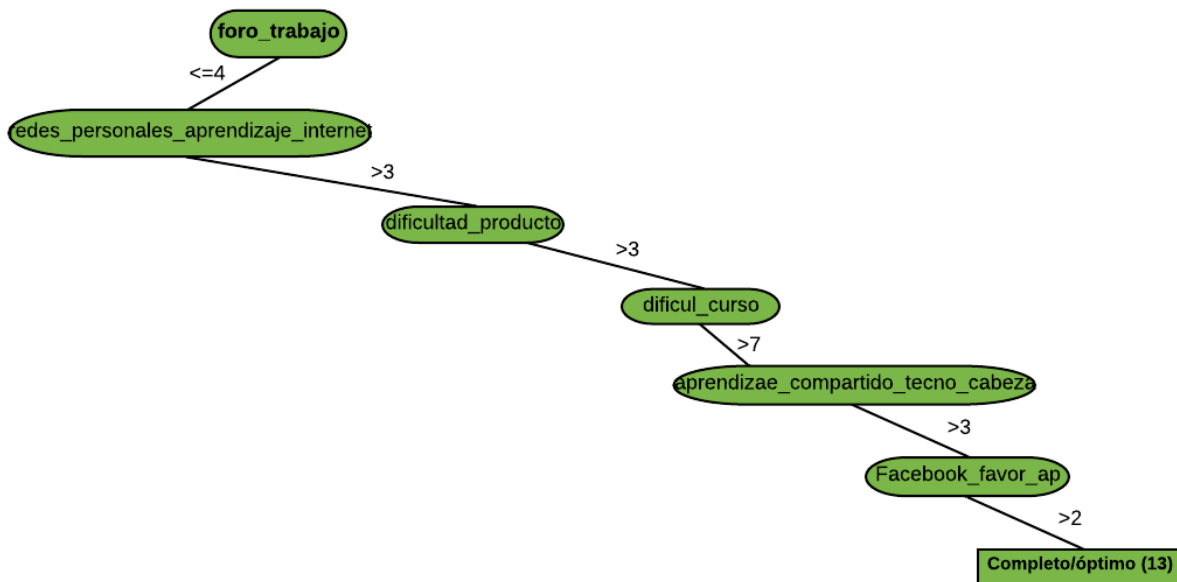 foro_trabajo
<=4
redes_personales_aprendizaje_internet
>3
dificultad_producto
>3
dificul_curso
>7
aprendizae_compartido_tecno_cabeza
>3
Facebook_favor_ap
>2
Completo/óptimo (13)